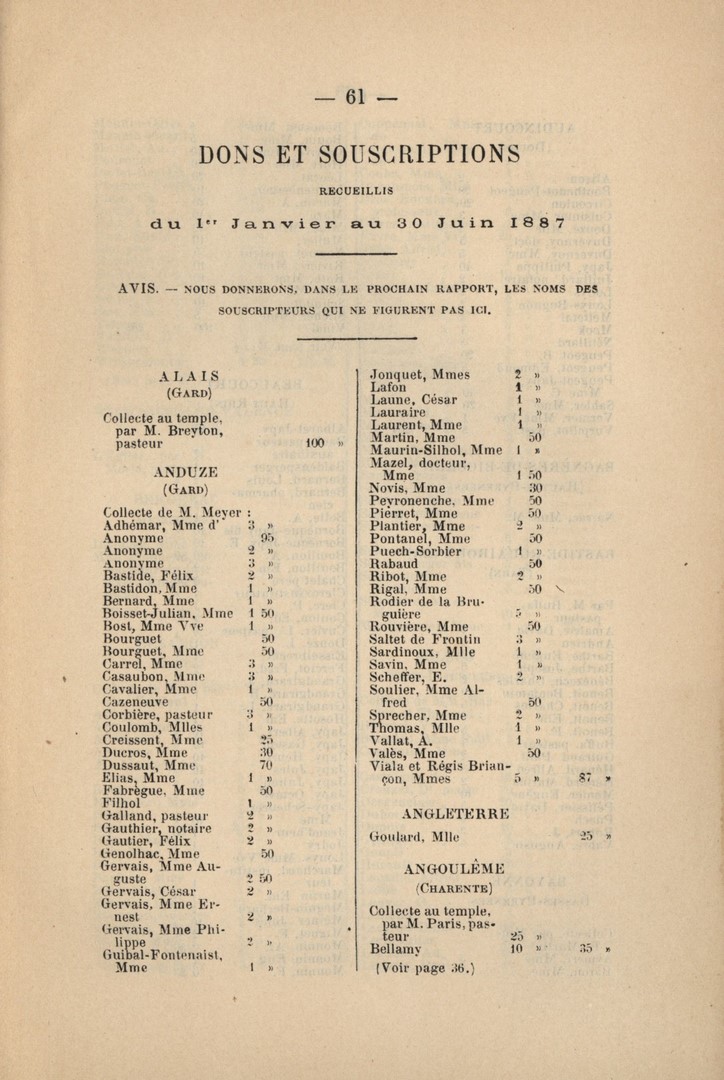 — 61 —
DONS ET SOUSCRIPTIONS
RECUEILLIS
du 1er Janvier au 30 Juin 1887
AVIS. — NOUS DONNERONS, DANS LE PROCHAIN RAPPORT, LES NOMS DES
SOUSCRIPTEURS QUI NE FIGURENT PAS ICI.
ALAIS
(GARD)
Collecte au temple,
par M. Breyton,
pasteur 100 »
ANDUZE
(GARD)
Collecte de M. Meyer :
Adhémar, Mme d' 3 »
Anonyme 95
Anonyme 2 »
Anonyme 3 »
Bastide, Félix 2 »
Bastidon, Mme 1 »
Bernard, Mme 1 »
Boisset-Julian, Mme 1 50
Bost, Mme Vve 1 »
Bourguet 50
Bourguet, Mme 50
Carrel, Mme 3 »
Casaubon, Mme 3 »
Cavalier, Mme 1 »
Cazeneuve 50
Corbière, pasteur 3 »
Coulomb, Mlles 1 »
Creissent, Mme 25
Ducros, Mme 30
Dussaut, Mme 70
Elias, Mme 1 »
Fabrègue, Mme 50
Filhol 1 »
Galland, pasteur 2 »
Gauthier, notaire 2 »
Gautier, Félix 2 »
Genolhac, Mme 50
Gervais, Mme Au-
guste 2 50
Gervais, César 2 »
Gervais, Mme Er-
nest 2 »
Gervais, Mme Phi-
lippe 2 »
Guibal-Fontenaist,
Mme 1 »
Jonquet, Mmes 2 »
Lafon 1 »
Laune, César 1 »
Lauraire 1 »
Laurent, Mme 1 »
Martin, Mme 50
Maurin-Silhol, Mme 1 »
Mazel, docteur,
Mme 1 50
Novis, Mme 30
Peyronenche, Mme 50
Pierret, Mme 50
Plantier, Mme 2 »
Pontanel, Mme 50
Puech-Sorbier 1 »
Rabaud 50
Ribot, Mme 2 »
Rigal, Mme 50
Rodier de la Bru-
guière 5 »
Rouvière, Mme 50
Saltet de Frontin 3 »
Sardinoux, Mlle 1 »
Savin, Mme 1 »
Scheffer, E. 2 »
Soulier, Mme Al-
fred 50
Sprecher, Mme 2 »
Thomas, Mlle 1 »
Vallat, A. 1 »
Valès, Mme 50
Viala et Régis Brian-
çon, Mmes 5 » 87 »
ANGLETERRE
Goulard, Mlle 25 »
ANGOULÊME
(CHARENTE)
Collecte au temple,
par M. Paris, pas-
teur 25 »
Bellamy 10 » 35 »
(Voir page 36.)